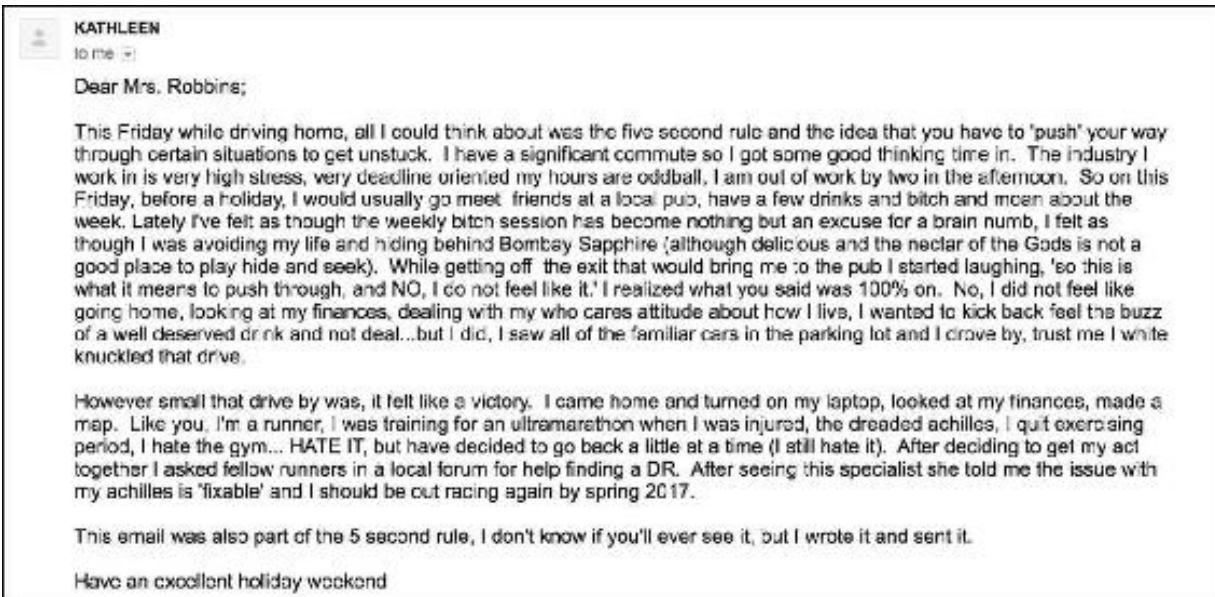 KATHLEEN
to me
Dear Mrs. Robbins;
This Friday while driving home, all I could think about was the five second rule and the idea that you have to 'push' your way
through certain situations to get unstuck. I have a significant commute so I got some good thinking time in. The industry I
work in is very high stress, very deadline oriented my hours are oddball, I am out of work by two in the afternoon. So on this
Friday, before a holiday, I would usually go meet friends at a local pub, have a few drinks and bitch and moan about the
week. Lately I've felt as though the weekly bitch session has become nothing but an excuse for a brain numb, I felt as
though I was avoiding my life and hiding behind Bombay Sapphire (although delicious and the nectar of the Gods is not a
good place to play hide and seek). While getting off the exit that would bring me to the pub I started laughing, 'so this is
what it means to push through, and NO, I do not feel like it.' I realized what you said was 100% on. No, I did not feel like
going home, looking at my finances, dealing with my who cares attitude about how I live, I wanted to kick back feel the buzz
of a well deserved drink and not deal...but I did, I saw all of the familiar cars in the parking lot and I drove by, trust me I white
knuckled that drive.
However small that drive by was, it felt like a victory. I came home and turned on my laptop, looked at my finances, made a
map. Like you, I'm a runner, I was training for an ultramarathon when I was injured, the dreaded achilles, I quit exercising
period, I hate the gym... HATE IT, but have decided to go back a little at a time (I still hate it). After deciding to get my act
together I asked fellow runners in a local forum for help finding a DR. After seeing this specialist she told me the issue with
my achilles is 'fixable' and I should be out racing again by spring 2017.
This email was also part of the 5 second rule, I don't know if you'll ever see it, but I wrote it and sent it.
Have an excellent holiday weekend